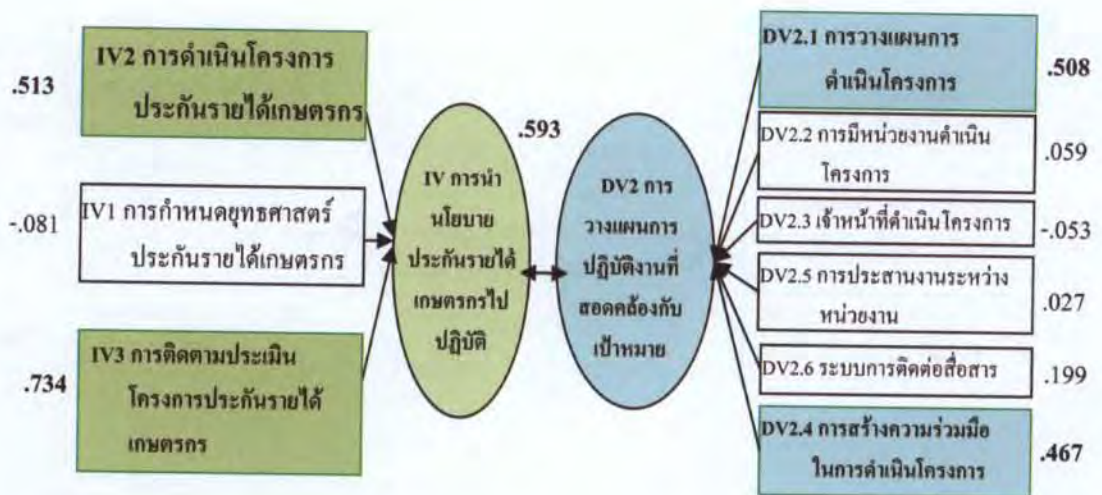 .513
IV2 การดำเนินโครงการ
ประกันรายได้เกษตรกร
-.081
IV1 การกำหนดยุทธศาสตร์
ประกันรายได้เกษตรกร
.734
IV3 การติดตามประเมิน
โครงการประกันรายได้
เกษตรกร
IV การนำ
นโยบาย
ประกันรายได้
เกษตรกรไป
ปฏิบัติ
.593
DV2 การ
วางแผนการ
ปฏิบัติงานที่
สอดคล้องกับ
เป้าหมาย
DV2.1 การวางแผนการ
ดำเนินโครงการ
.508
DV2.2 การมีหน่วยงานดำเนิน
โครงการ
.059
DV2.3 เจ้าหน้าที่ดำเนินโครงการ
-.053
DV2.5 การประสานงานระหว่าง
หน่วยงาน
.027
DV2.6 ระบบการติดต่อสื่อสาร
.199
DV2.4 การสร้างความร่วมมือ
ในการดำเนินโครงการ
.467